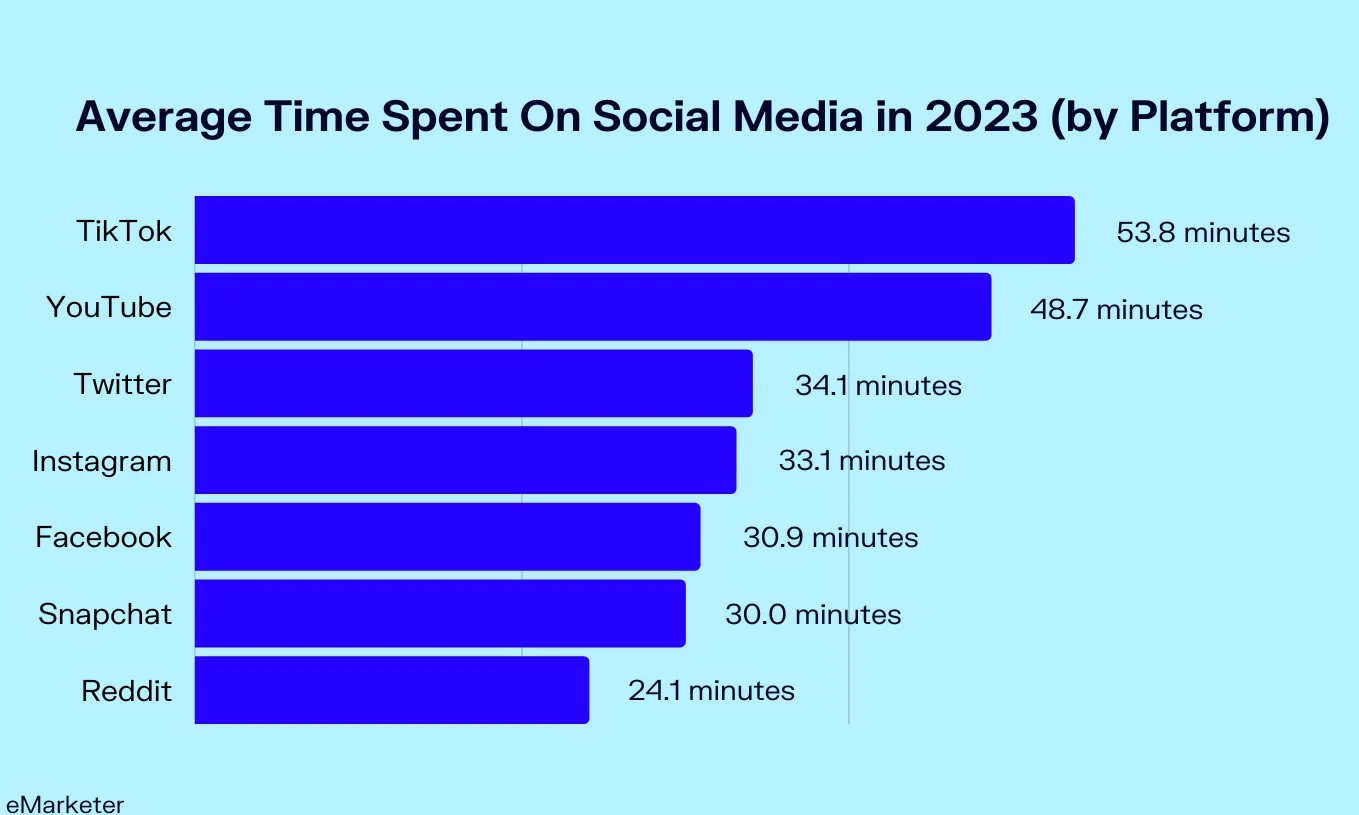 Average Time Spent On Social Media in 2023 (by Platform)
TikTok 53.8 minutes
YouTube 48.7 minutes
Twitter 34.1 minutes
Instagram 33.1 minutes
Facebook 30.9 minutes
Snapchat 30.0 minutes
Reddit 24.1 minutes
eMarketer